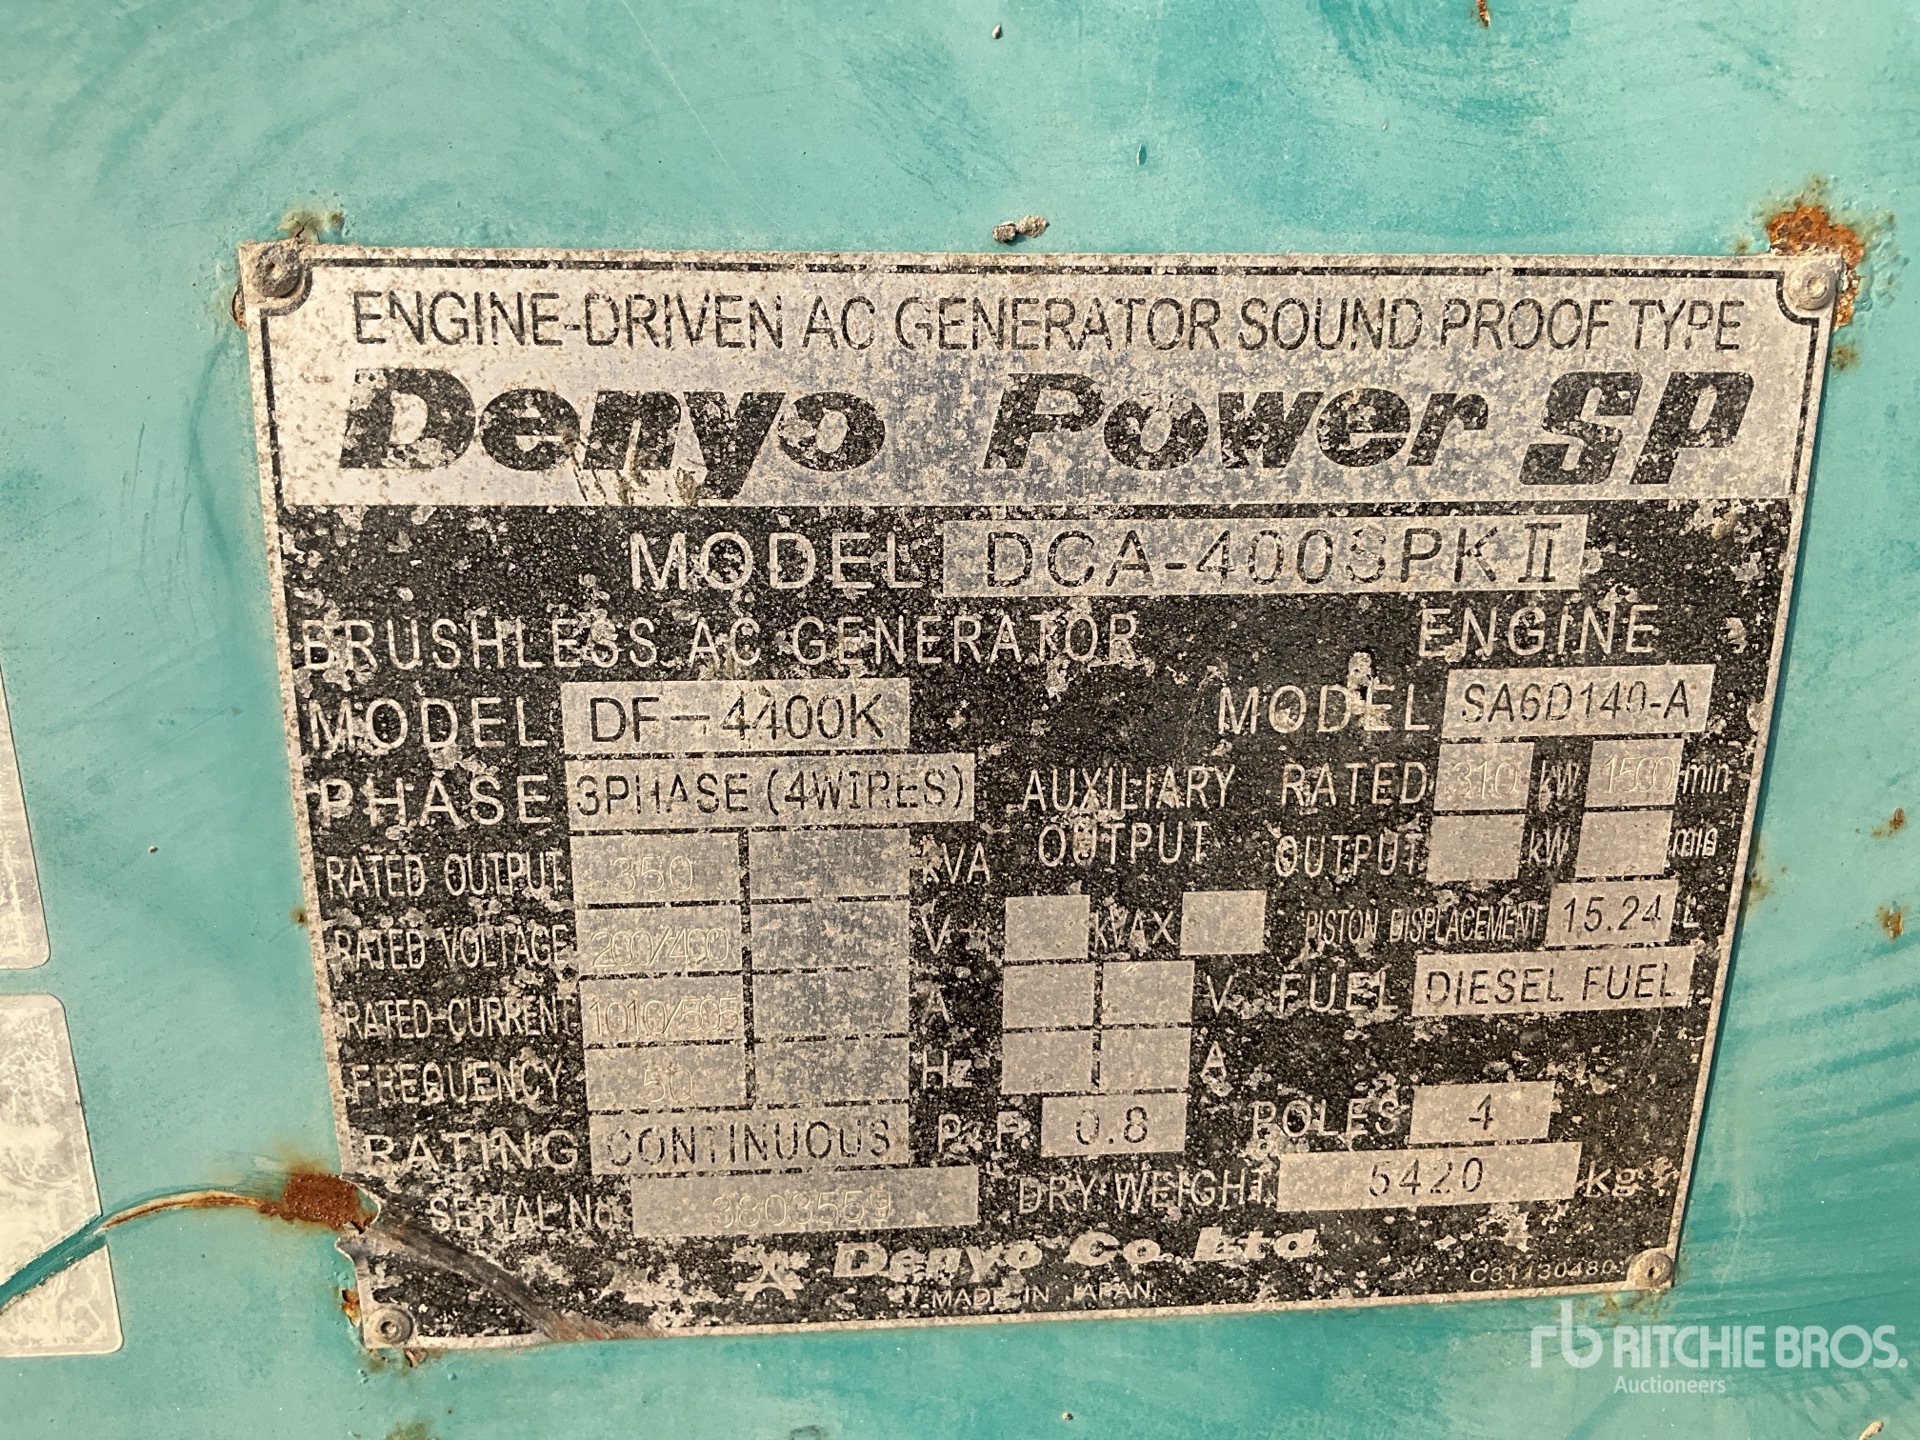 ENGINE-DRIVEN AC GENERATOR SOUND PROOF TYPE
Denyo Power SP
MODEL DCA-400SPK II
BRUSHLESS AC GENERATOR ENGINE
MODEL DF-4400K MODEL SA6D140-A
PHASE 3PHASE (4WIRES) AUXILIARY OUTPUT RATED OUTPUT 310 kW 1500 min
kW min
RATED OUTPUT 350 kVA
RATED VOLTAGE 200/400 V kVAX PISTON DISPLACEMENT 15.24 L
RATED CURRENT 1010/505 A V FUEL DIESEL FUEL
FREQUENCY 50 Hz A
RATING CONTINUOUS P.F. 0.8 POLES 4
SERIAL No. 3803559 DRY WEIGHT 5420 kg
Denyo Co. Ltd.
MADE IN JAPAN
rb RITCHIE BROS.
Auctioneers